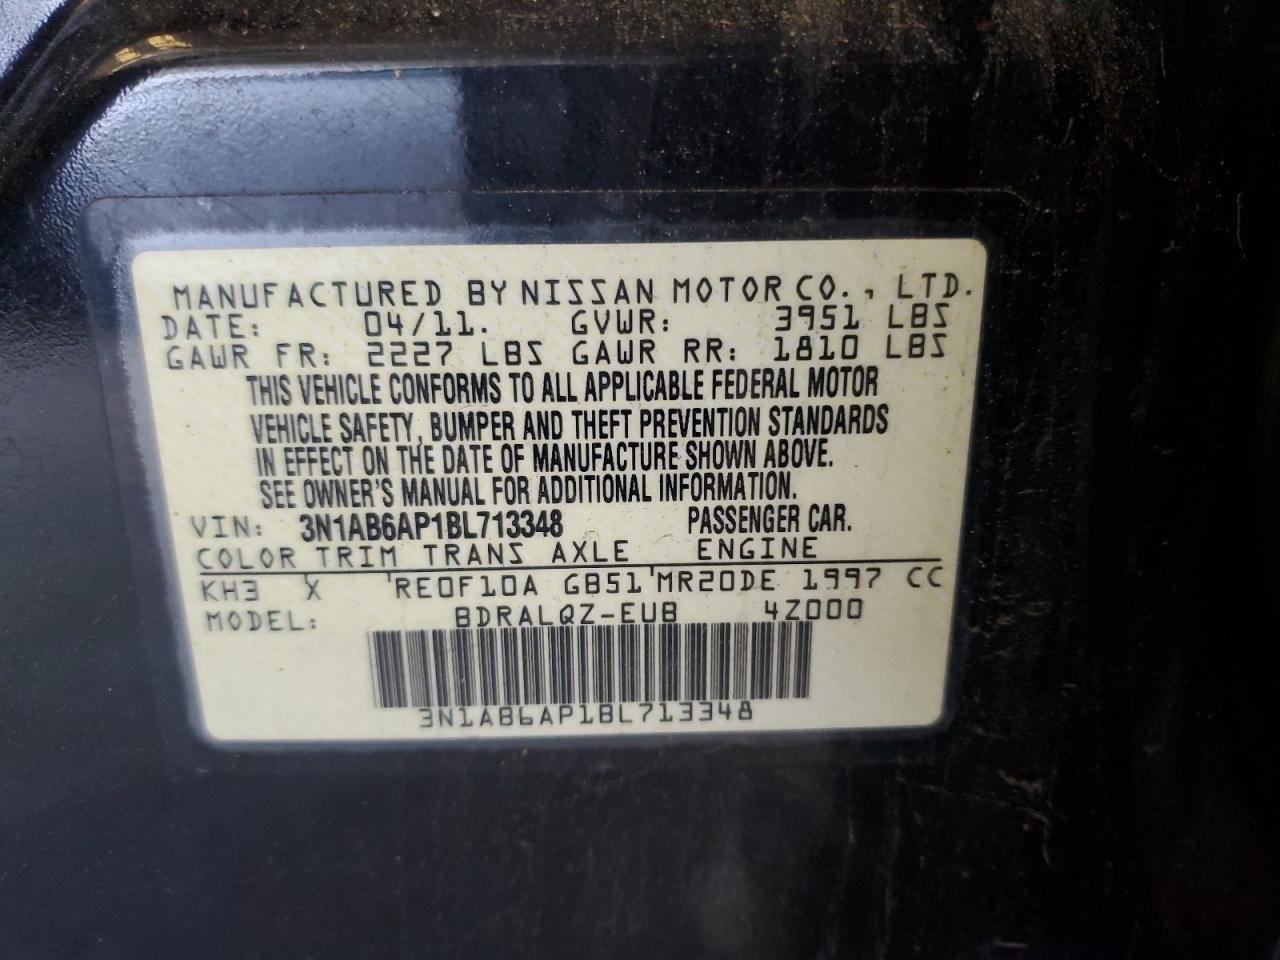 MANUFACTURED BY NISSAN MOTOR CO., LTD.
DATE: 04/11. GVWR: 3951 LBS
GAWR FR: 2227 LBS GAWR RR: 1810 LBS
THIS VEHICLE CONFORMS TO ALL APPLICABLE FEDERAL MOTOR
VEHICLE SAFETY, BUMPER AND THEFT PREVENTION STANDARDS
IN EFFECT ON THE DATE OF MANUFACTURE SHOWN ABOVE.
SEE OWNER'S MANUAL FOR ADDITIONAL INFORMATION.
VIN: 3N1AB6AP1BL713348 PASSENGER CAR.
COLOR TRIM TRANS AXLE ENGINE
KH3 X RE0F10A GB51 MR20DE 1997 CC
MODEL: BDRALQZ-EUB 4Z000
3N1AB6AP1BL713348